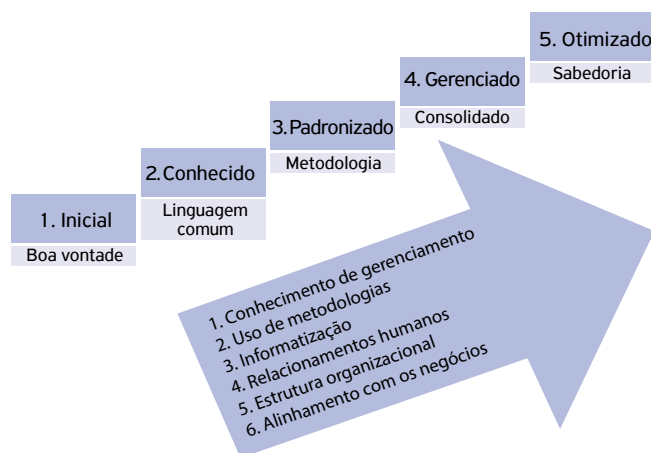 5. Otimizado
Sabedoria
4. Gerenciado
Consolidado
3.Padronizado
Metodologia
2.Conhecido
Linguagem
comum
1. Inicial
Boa vontade
1. Conhecimento de gerenciamento
2. Uso de metodologias
3. Informatização
4. Relacionamentos humanos
5. Estrutura organizacional
6. Alinhamento com os negócios